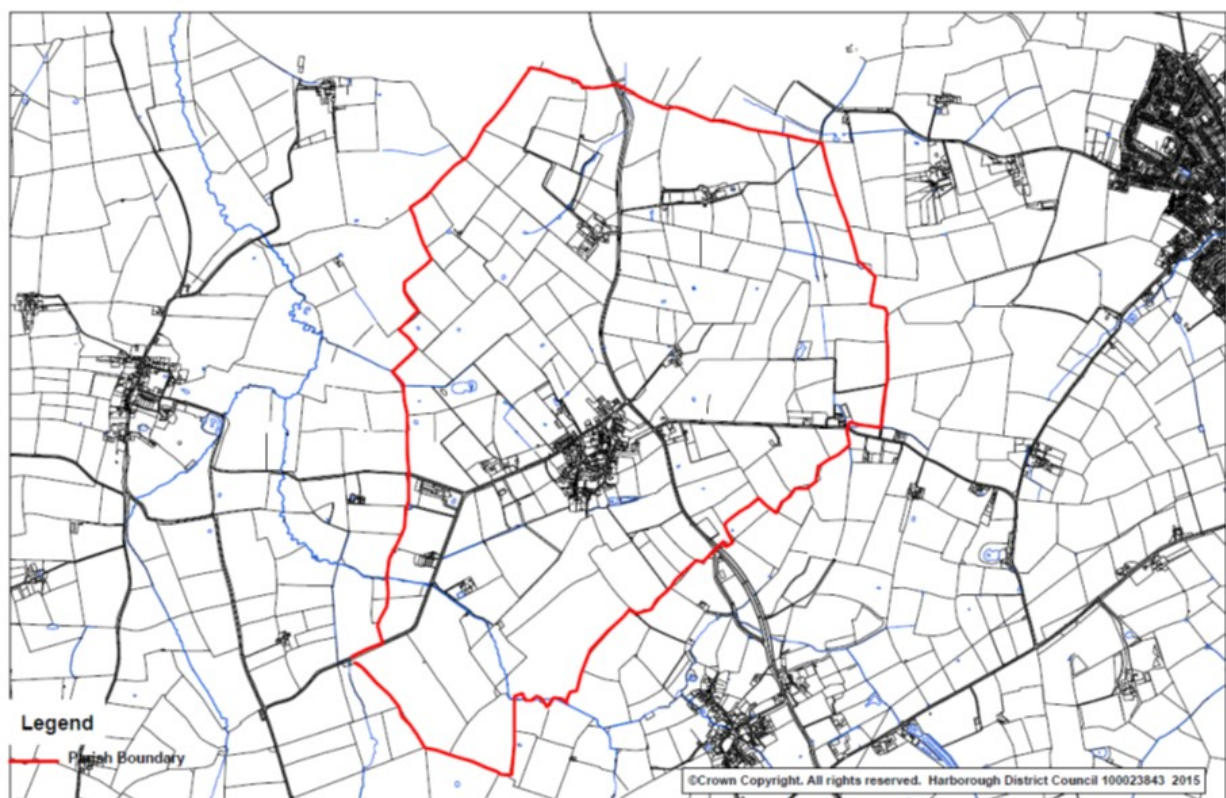 Legend
Parish Boundary
©Crown Copyright. All rights reserved. Harborough District Council 100023843 2015